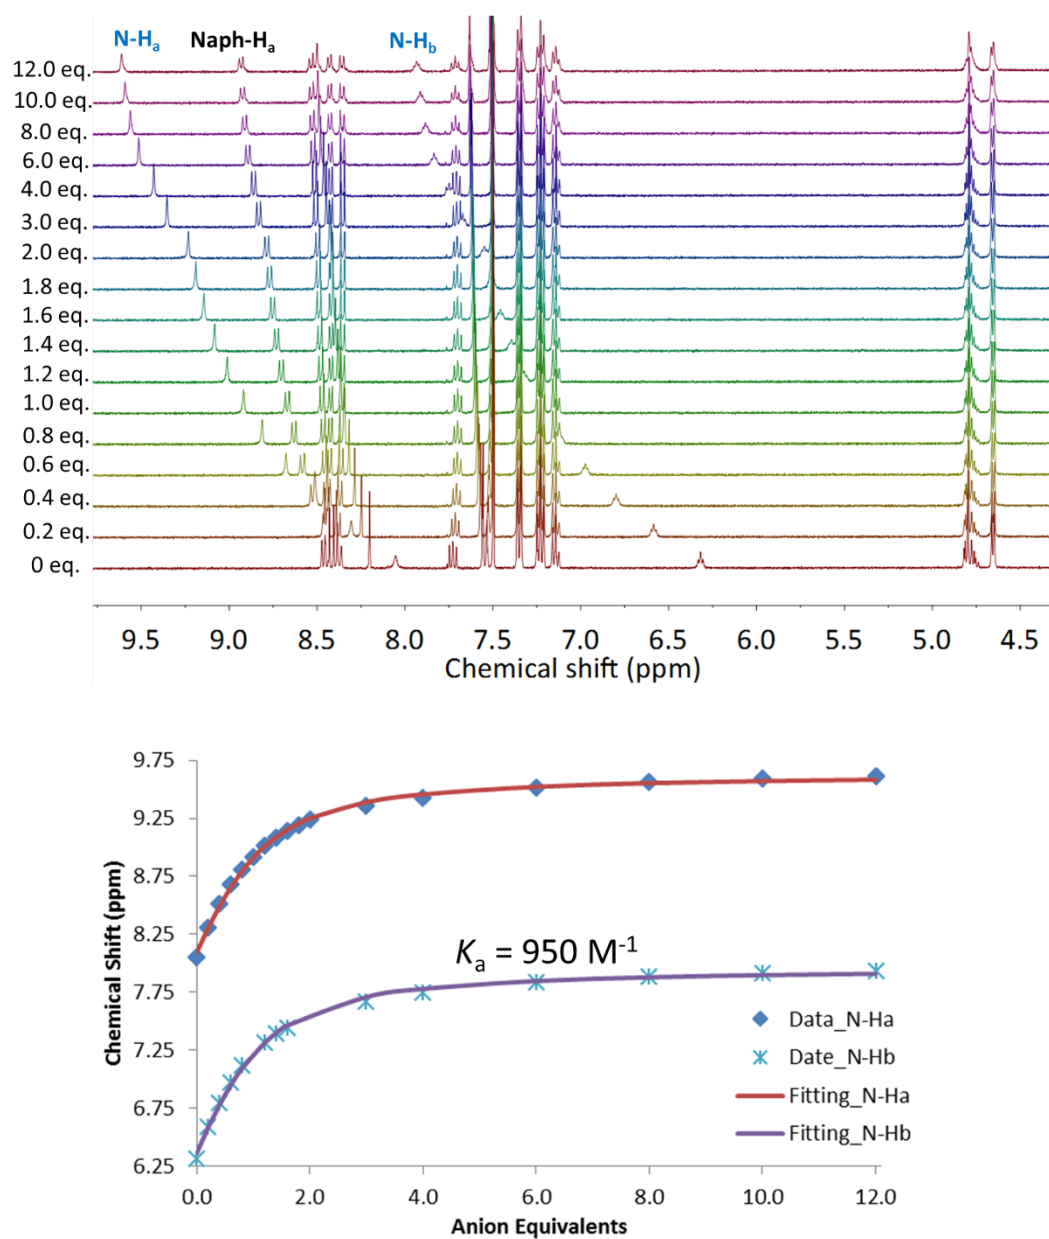 N-Ha Naph-Ha N-Hb
12.0 eq.
10.0 eq.
8.0 eq.
6.0 eq.
4.0 eq.
3.0 eq.
2.0 eq.
1.8 eq.
1.6 eq.
1.4 eq.
1.2 eq.
1.0 eq.
0.8 eq.
0.6 eq.
0.4 eq.
0.2 eq.
0 eq.
9.5 9.0 8.5 8.0 7.5 7.0 6.5 6.0 5.5 5.0 4.5
Chemical shift (ppm)
9.75
9.25
8.75
8.25
7.75
7.25
6.75
6.25
Chemical Shift (ppm)
Ka = 950 M-1
Data_N-Ha
Date_N-Hb
Fitting_N-Ha
Fitting_N-Hb
0.0 2.0 4.0 6.0 8.0 10.0 12.0
Anion Equivalents